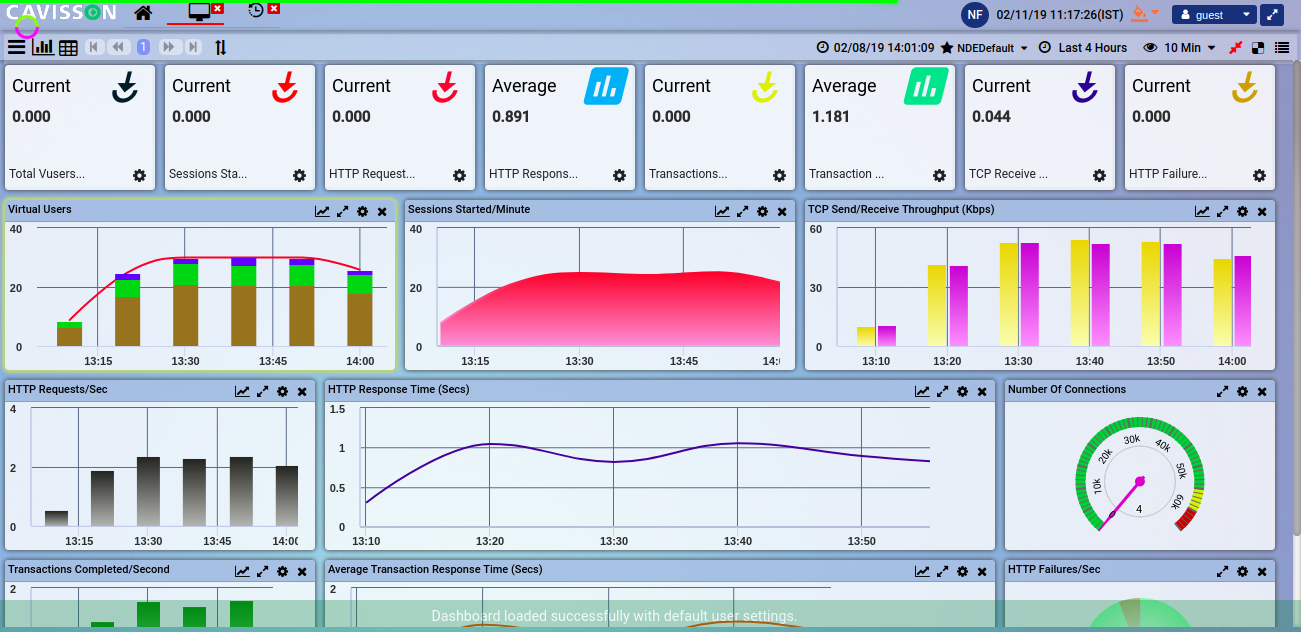 CAVISSON
NF 02/11/19 11:17:26(IST) guest
1 02/08/19 14:01:09 NDEDefault Last 4 Hours 10 Min
Current Current Current Average Current Average Current Current
0.000 0.000 0.000 0.891 0.000 1.181 0.044 0.000
Total Vusers... Sessions Sta... HTTP Request... HTTP Respons... Transactions... Transaction ... TCP Receive ... HTTP Failure...
Virtual Users
40
20
0
13:15 13:30 13:45 14:00
Sessions Started/Minute
40
20
0
13:15 13:30 13:45 14:
TCP Send/Receive Throughput (Kbps)
60
30
0
13:10 13:20 13:30 13:40 13:50 14:00
HTTP Requests/Sec
4
2
0
13:15 13:30 13:45 14:00
HTTP Response Time (Secs)
1.5
1
0.5
0
13:10 13:20 13:30 13:40 13:50
Number Of Connections
10k 20k 30k 40k 50k 60k
4
Transactions Completed/Second
2
Average Transaction Response Time (Secs)
2
HTTP Failures/Sec
Dashboard loaded successfully with default user settings.